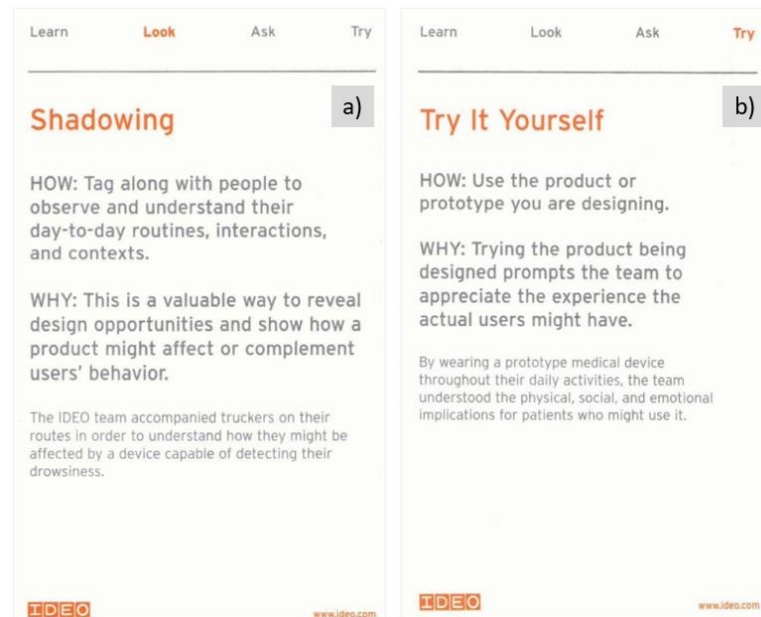 Learn Look Ask Try
a)
Shadowing
HOW: Tag along with people to
observe and understand their
day-to-day routines, interactions,
and contexts.
WHY: This is a valuable way to reveal
design opportunities and show how a
product might affect or complement
users' behavior.
The IDEO team accompanied truckers on their
routes in order to understand how they might be
affected by a device capable of detecting their
drowsiness.
IDEO
www.ideo.com
Learn Look Ask Try
b)
Try It Yourself
HOW: Use the product or
prototype you are designing.
WHY: Trying the product being
designed prompts the team to
appreciate the experience the
actual users might have.
By wearing a prototype medical device
throughout their daily activities, the team
understood the physical, social, and emotional
implications for patients who might use it.
IDEO
www.ideo.com